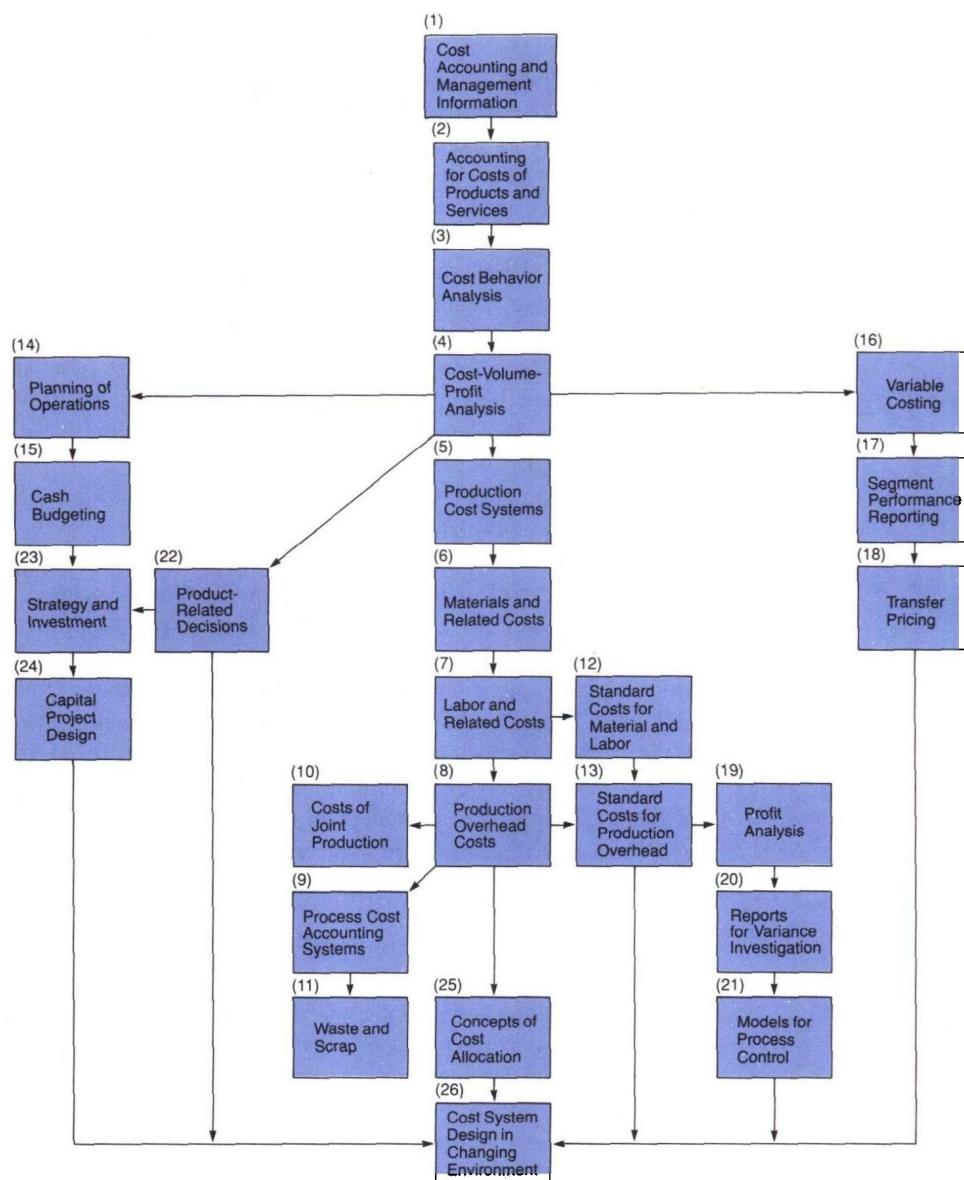 (1)
Cost
Accounting and
Management
Information
(2)
Accounting
for Costs of
Products and
Services
(3)
Cost Behavior
Analysis
(4)
Cost-Volume-
Profit
Analysis
(14)
Planning of
Operations
(16)
Variable
Costing
(15)
Cash
Budgeting
(5)
Production
Cost Systems
(17)
Segment
Performance
Reporting
(23)
Strategy and
Investment
(22)
Product-
Related
Decisions
(6)
Materials and
Related Costs
(18)
Transfer
Pricing
(24)
Capital
Project
Design
(7)
Labor and
Related Costs
(12)
Standard
Costs for
Material and
Labor
(10)
Costs of
Joint
Production
(8)
Production
Overhead
Costs
(13)
Standard
Costs for
Production
Overhead
(19)
Profit
Analysis
(9)
Process Cost
Accounting
Systems
(20)
Reports
for Variance
Investigation
(11)
Waste and
Scrap
(25)
Concepts of
Cost
Allocation
(21)
Models for
Process
Control
(26)
Cost System
Design in
Changing
Environment